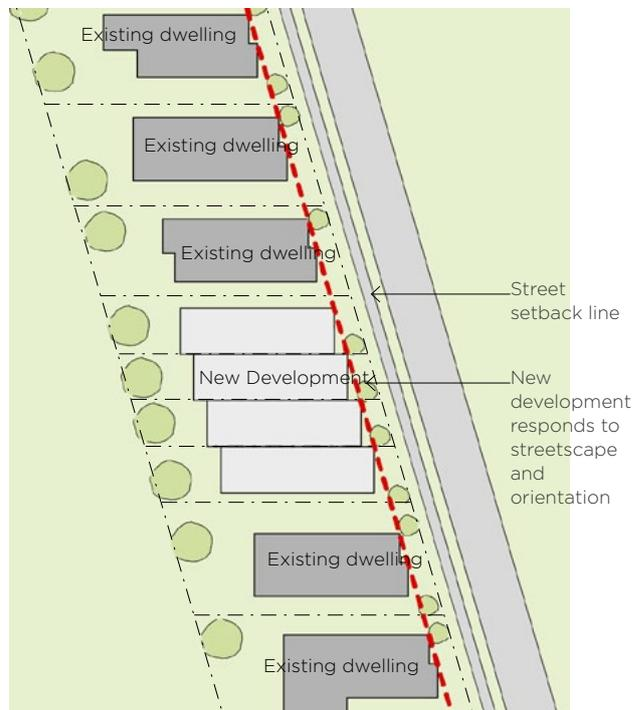 Existing dwelling
Existing dwelling
Existing dwelling
Street
setback line
New Development
New
development
responds to
streetscape
and
orientation
Existing dwelling
Existing dwelling